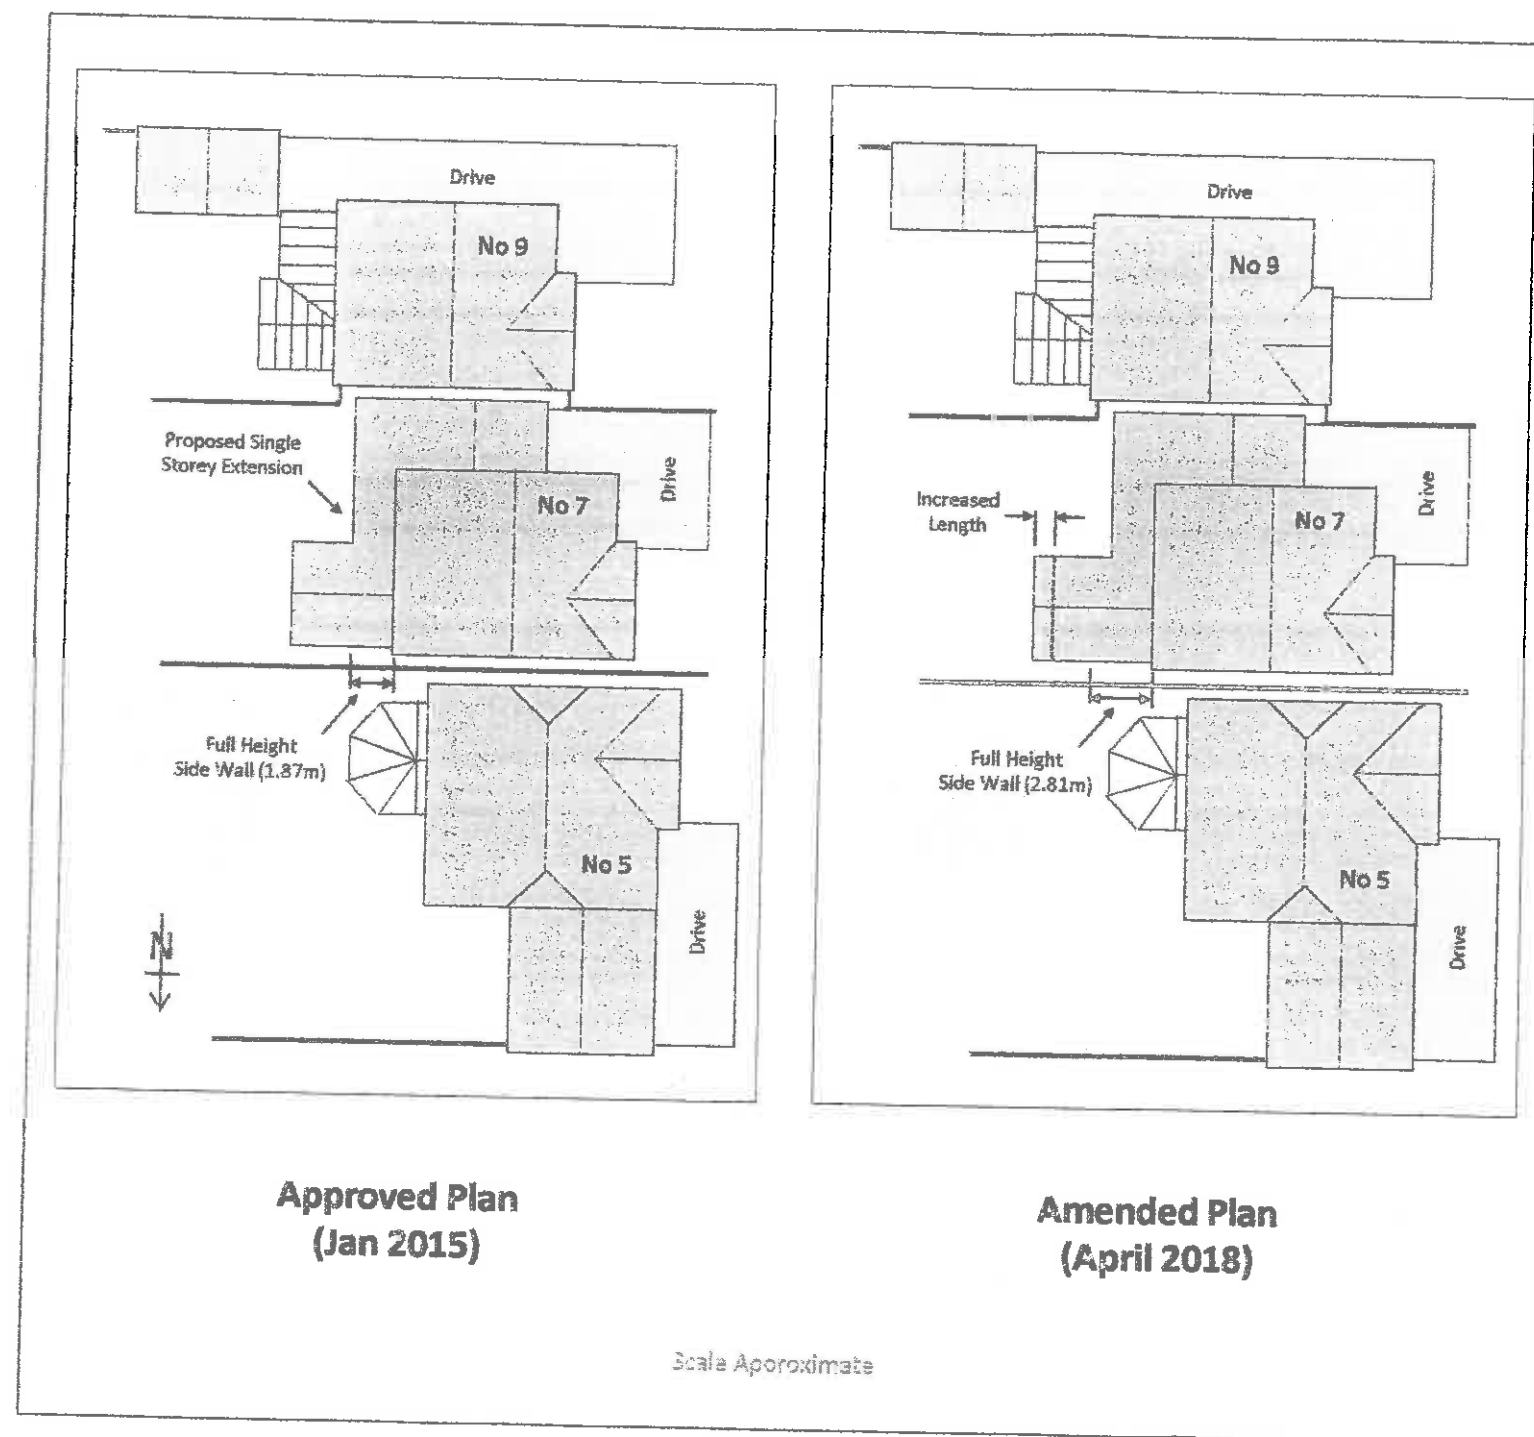 Drive
No 9
Proposed Single
Storey Extension
Drive
No 7
Full Height
Side Wall (1.87m)
No 5
Drive
N
Approved Plan
(Jan 2015)
Drive
No 9
Increased
Length
Drive
No 7
Full Height
Side Wall (2.81m)
No 5
Drive
Amended Plan
(April 2018)
Scale Approximate